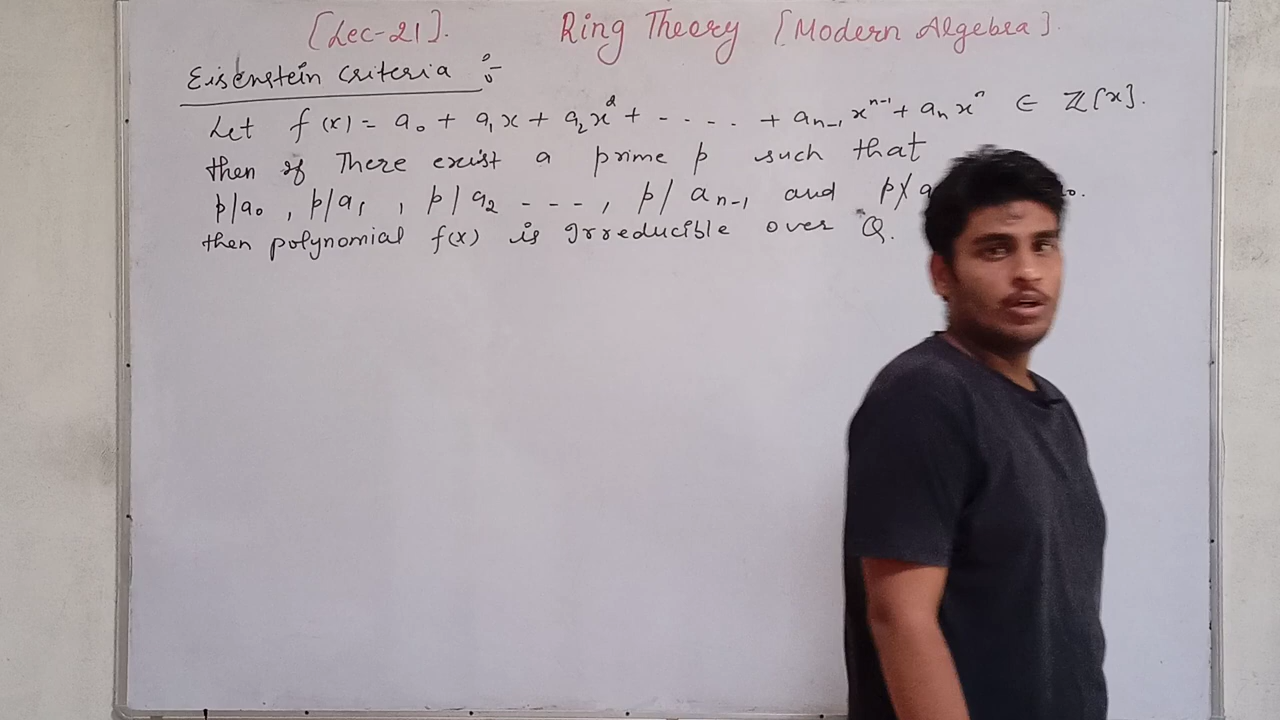 [Lec-21]. Ring Theory [Modern Algebra].
Eisenstein Criteria :-
Let f(x) = a₀ + a₁x + a₂x² + - - - - + aₙ₋₁xⁿ⁻¹ + aₙxⁿ ∈ ℤ[x].
then if There exist a prime p such that
p|a₀, p|a₁, p|a₂ - - - , p|aₙ₋₁ and p∤a
then polynomial f(x) is Irreducible over Q.